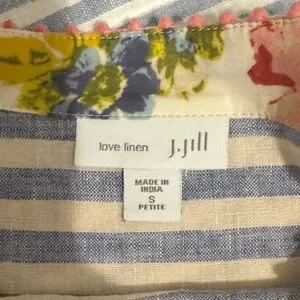 love linen J.Jill
MADE IN
INDIA
S
PETITE